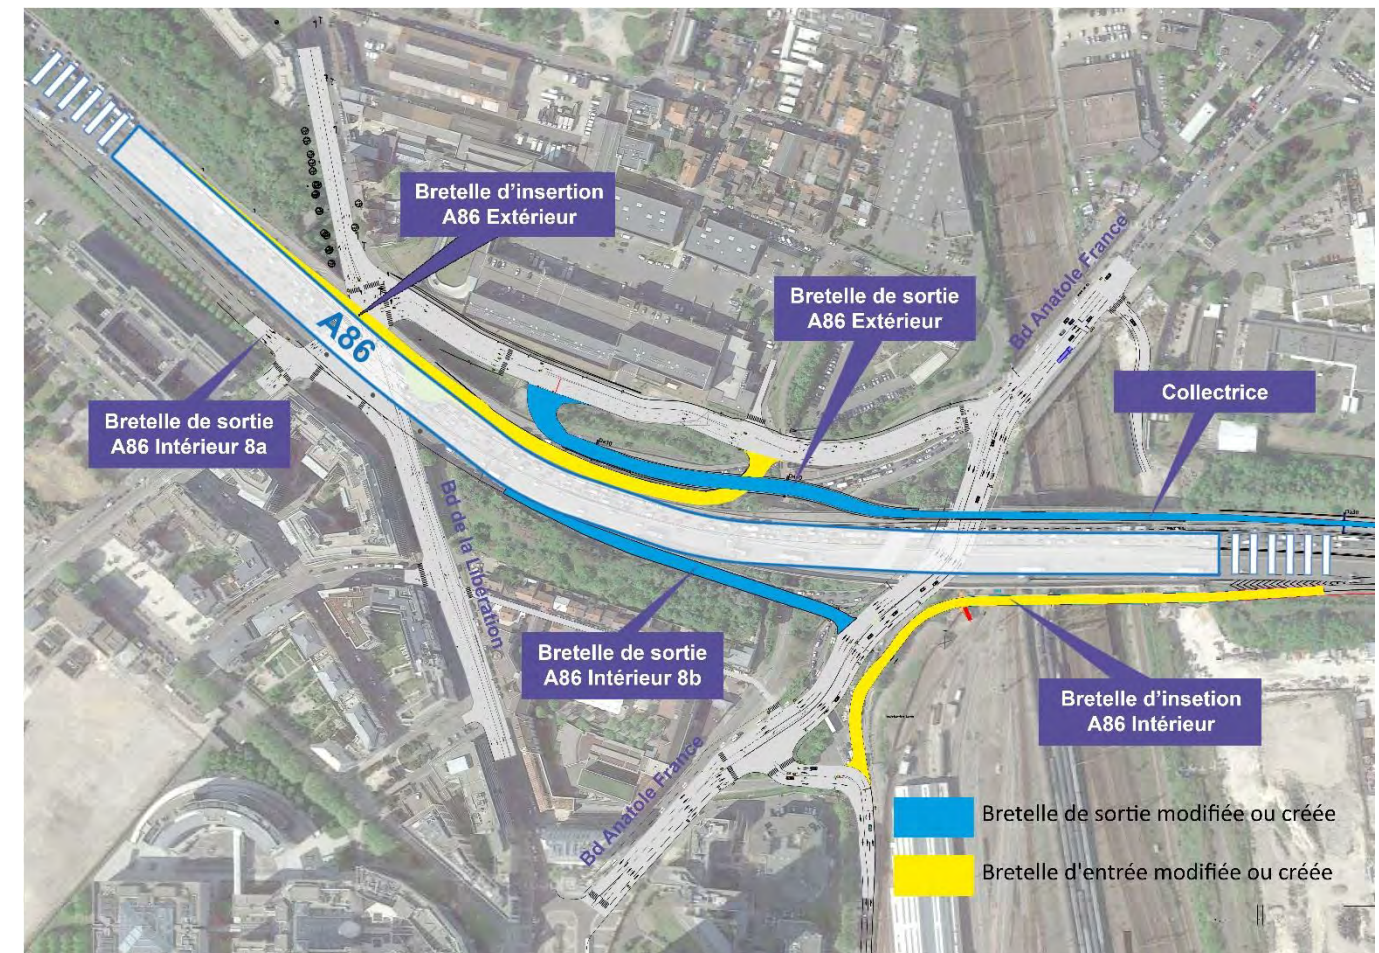 Bretelle d'insertion
A86 Extérieur
Bretelle de sortie
A86 Extérieur
Bd Anatole France
A86
Collectrice
Bretelle de sortie
A86 Intérieur 8a
Bd de la Libération
Bretelle de sortie
A86 Intérieur 8b
Bretelle d'insetion
A86 Intérieur
Bd Anatole France
Bretelle de sortie modifiée ou créée
Bretelle d'entrée modifiée ou créée